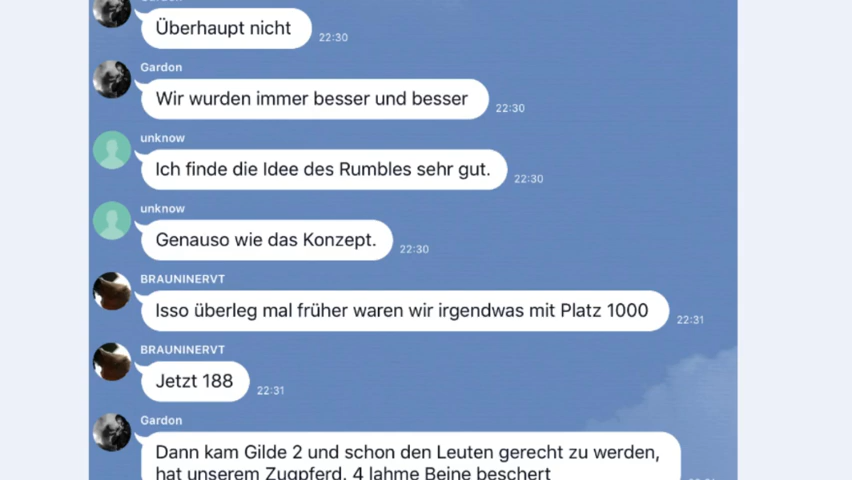 Überhaupt nicht
22:30
Gardon
Wir wurden immer besser und besser
22:30
unknow
Ich finde die Idee des Rumbles sehr gut.
22:30
unknow
Genauso wie das Konzept.
22:30
BRAUNINERVT
Isso überleg mal früher waren wir irgendwas mit Platz 1000
22:31
BRAUNINERVT
Jetzt 188
22:31
Gardon
Dann kam Gilde 2 und schon den Leuten gerecht zu werden,
hat unserem Zugpferd, 4 lahme Beine beschert